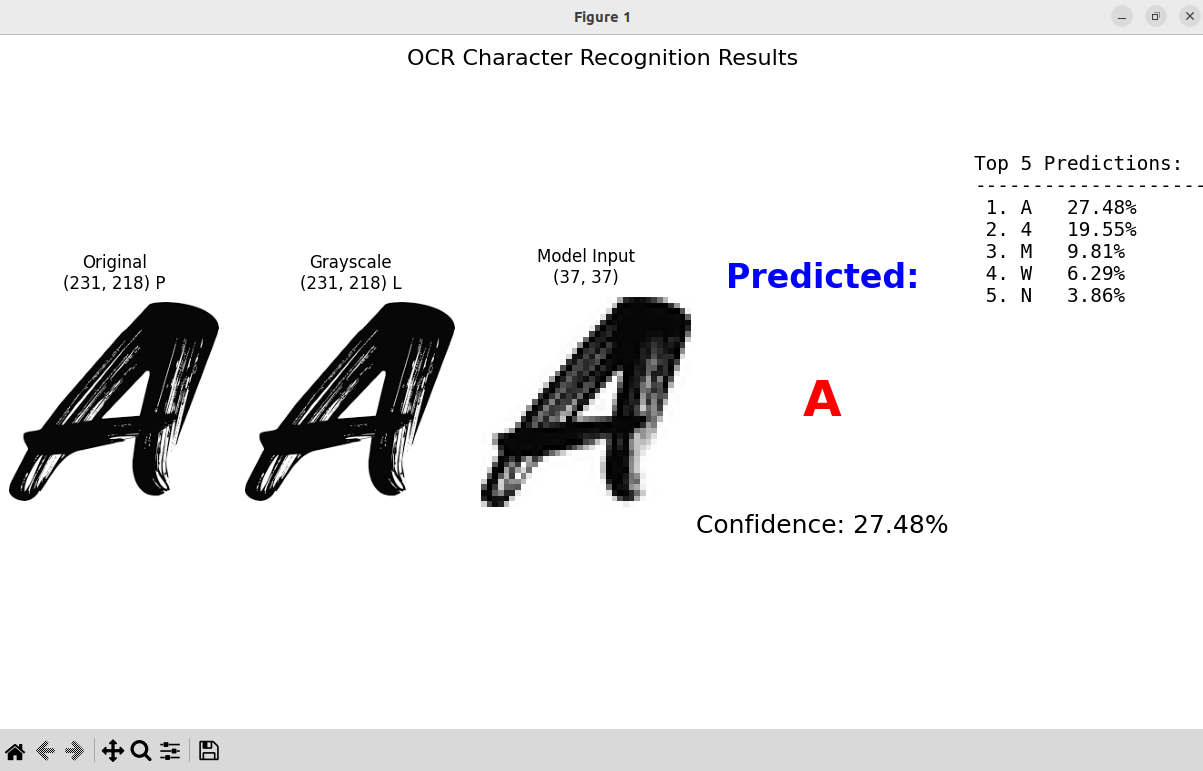 Figure 1
OCR Character Recognition Results
Original
(231, 218) P
Grayscale
(231, 218) L
Model Input
(37, 37)
A
A
A
Predicted:
A
Confidence: 27.48%
Top 5 Predictions:
--------------------
1. A 27.48%
2. 4 19.55%
3. M 9.81%
4. W 6.29%
5. N 3.86%